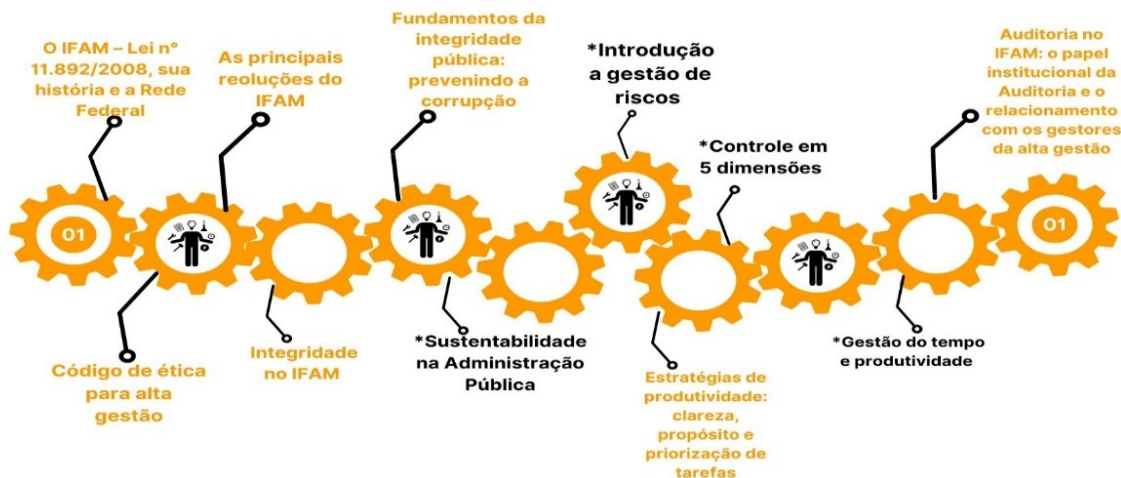 O IFAM – Lei nº
11.892/2008, sua
história e a Rede
Federal
01
As principais
reoluções do
IFAM
Código de ética
para alta
gestão
Integridade
no IFAM
Fundamentos da
integridade
pública:
prevenindo a
corrupção
*Sustentabilidade
na Administração
Pública
*Introdução
a gestão de
riscos
*Controle em
5 dimensões
Estratégias de
produtividade:
clareza,
propósito e
priorização de
tarefas
*Gestão do tempo
e produtividade
Auditoria no
IFAM: o papel
institucional da
Auditoria e o
relacionamento
com os gestores
da alta gestão
01